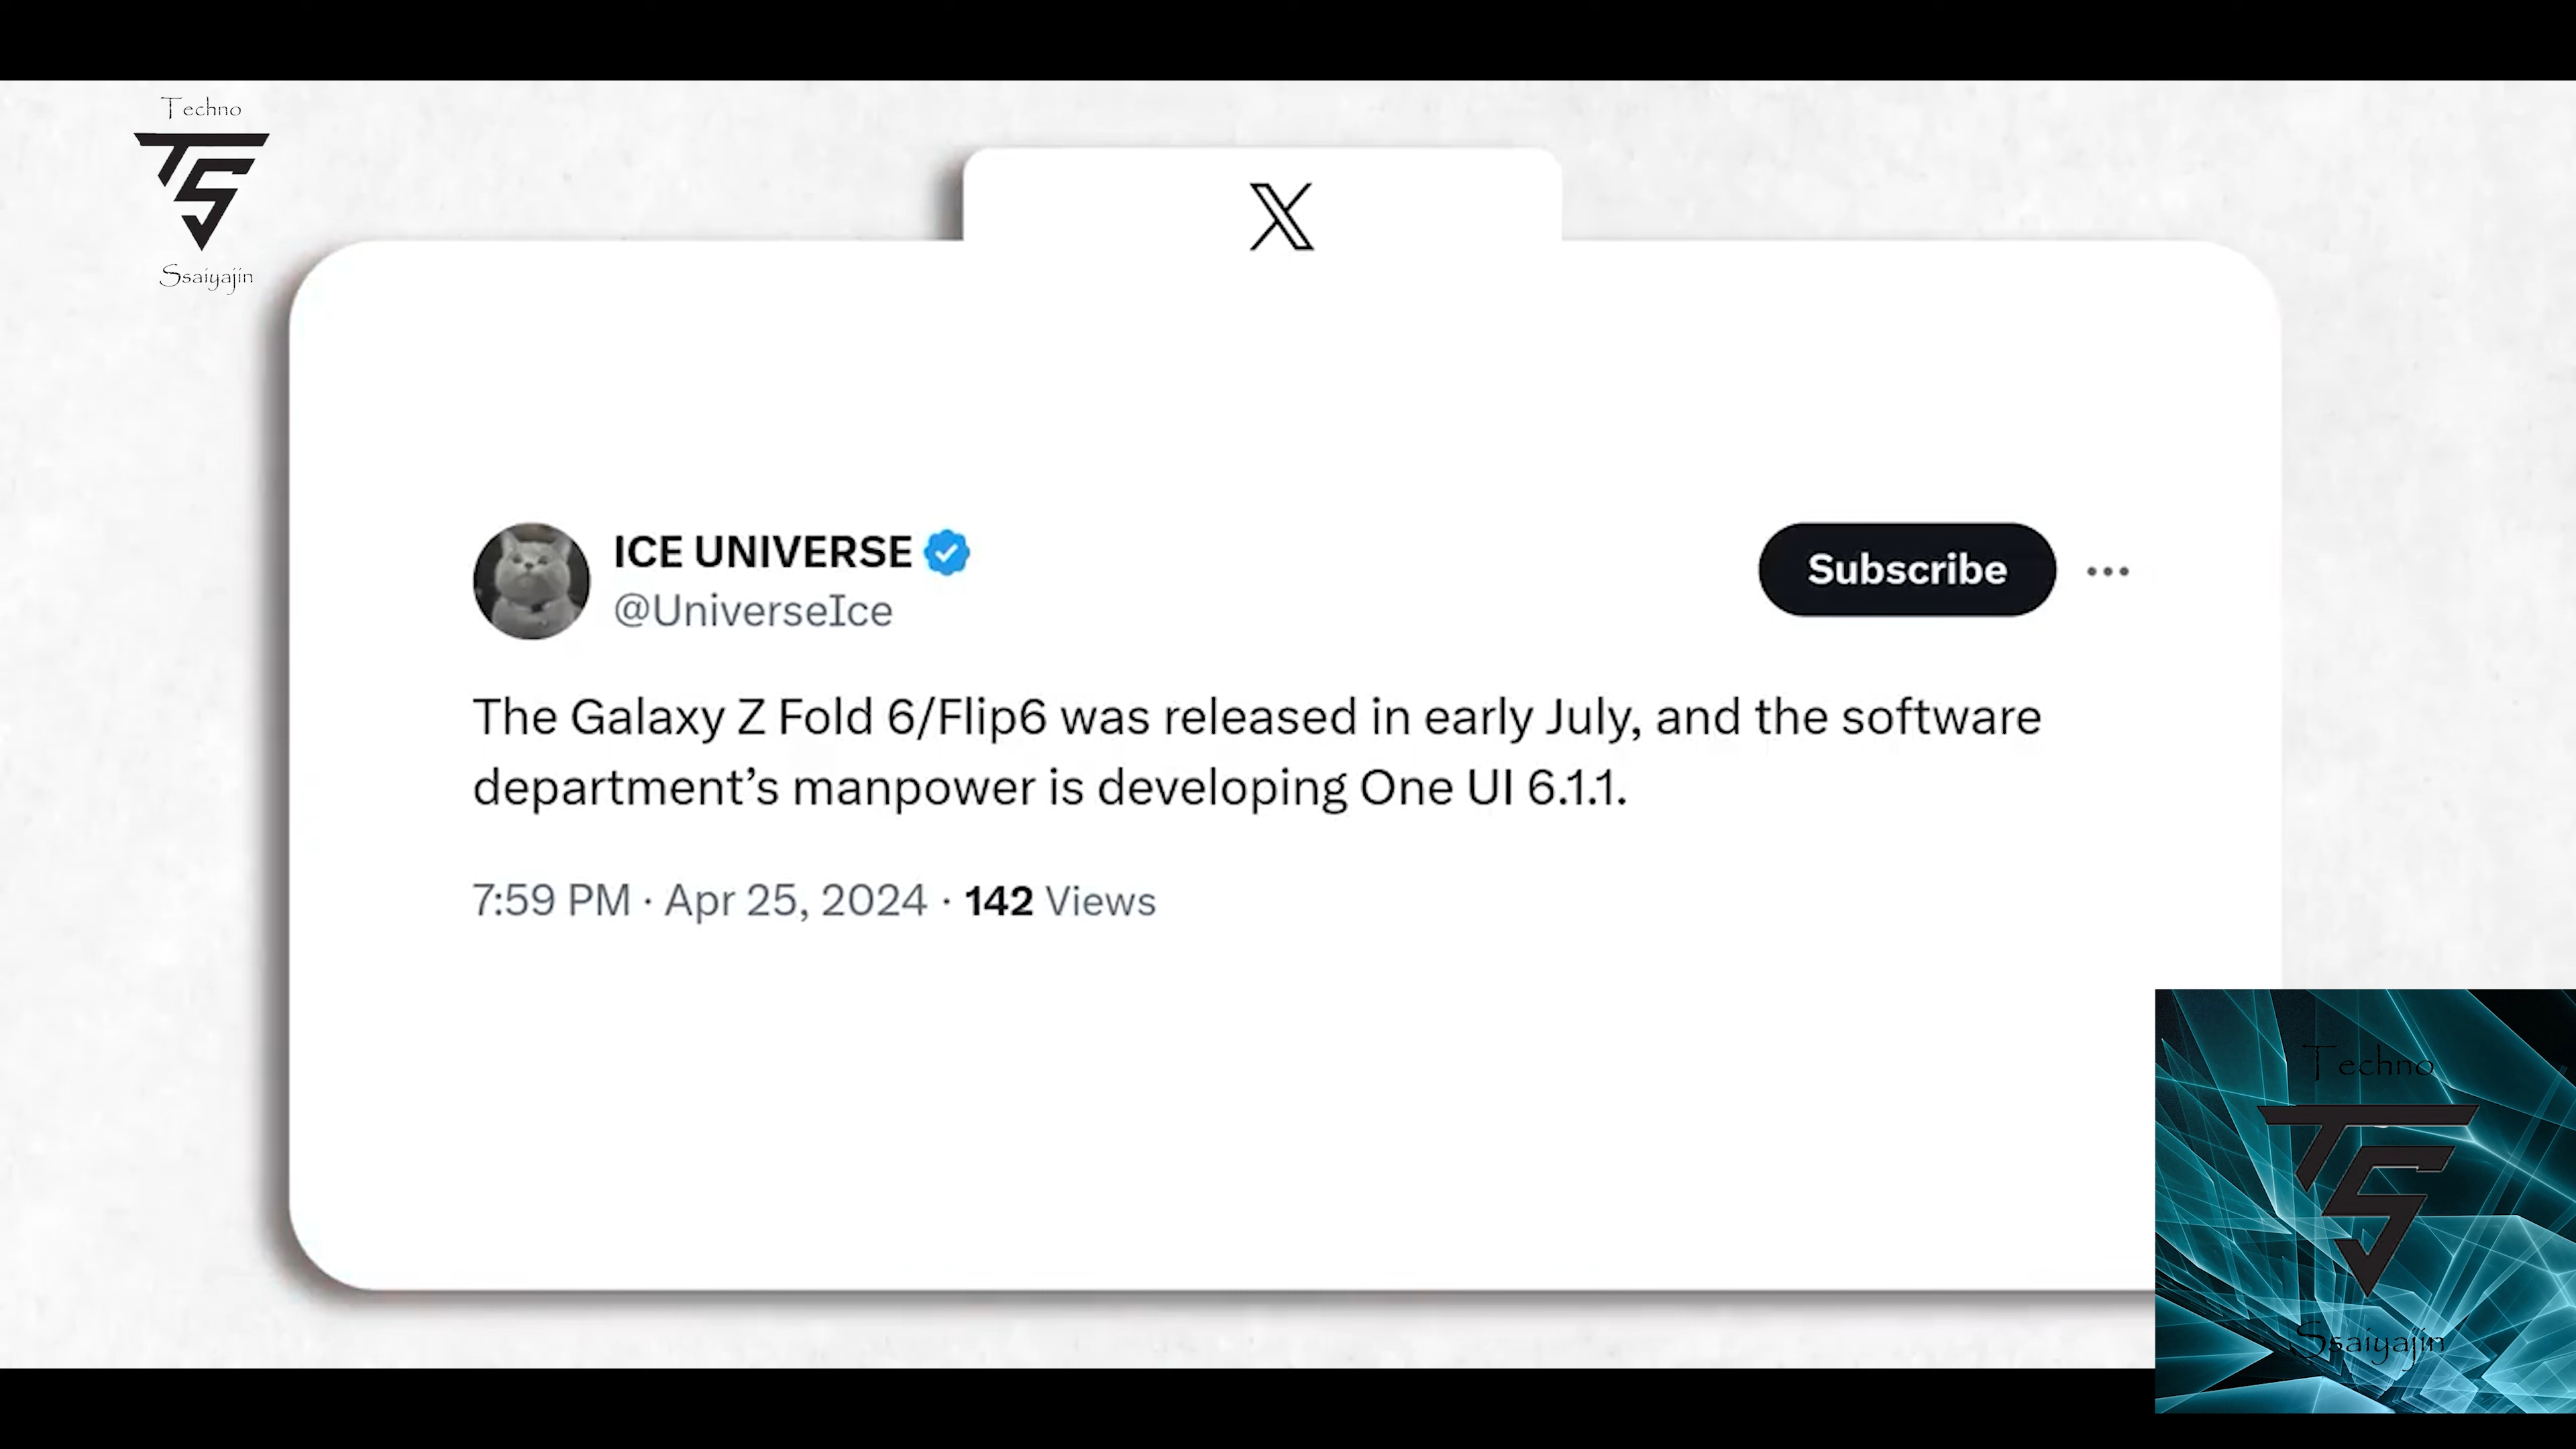 Techno
TS
Ssaiyajin
X
ICE UNIVERSE
@UniverseIce
Subscribe
The Galaxy Z Fold 6/Flip6 was released in early July, and the software
department’s manpower is developing One UI 6.1.1.
7:59 PM · Apr 25, 2024 · 142 Views
Techno
TS
Ssaiyajin